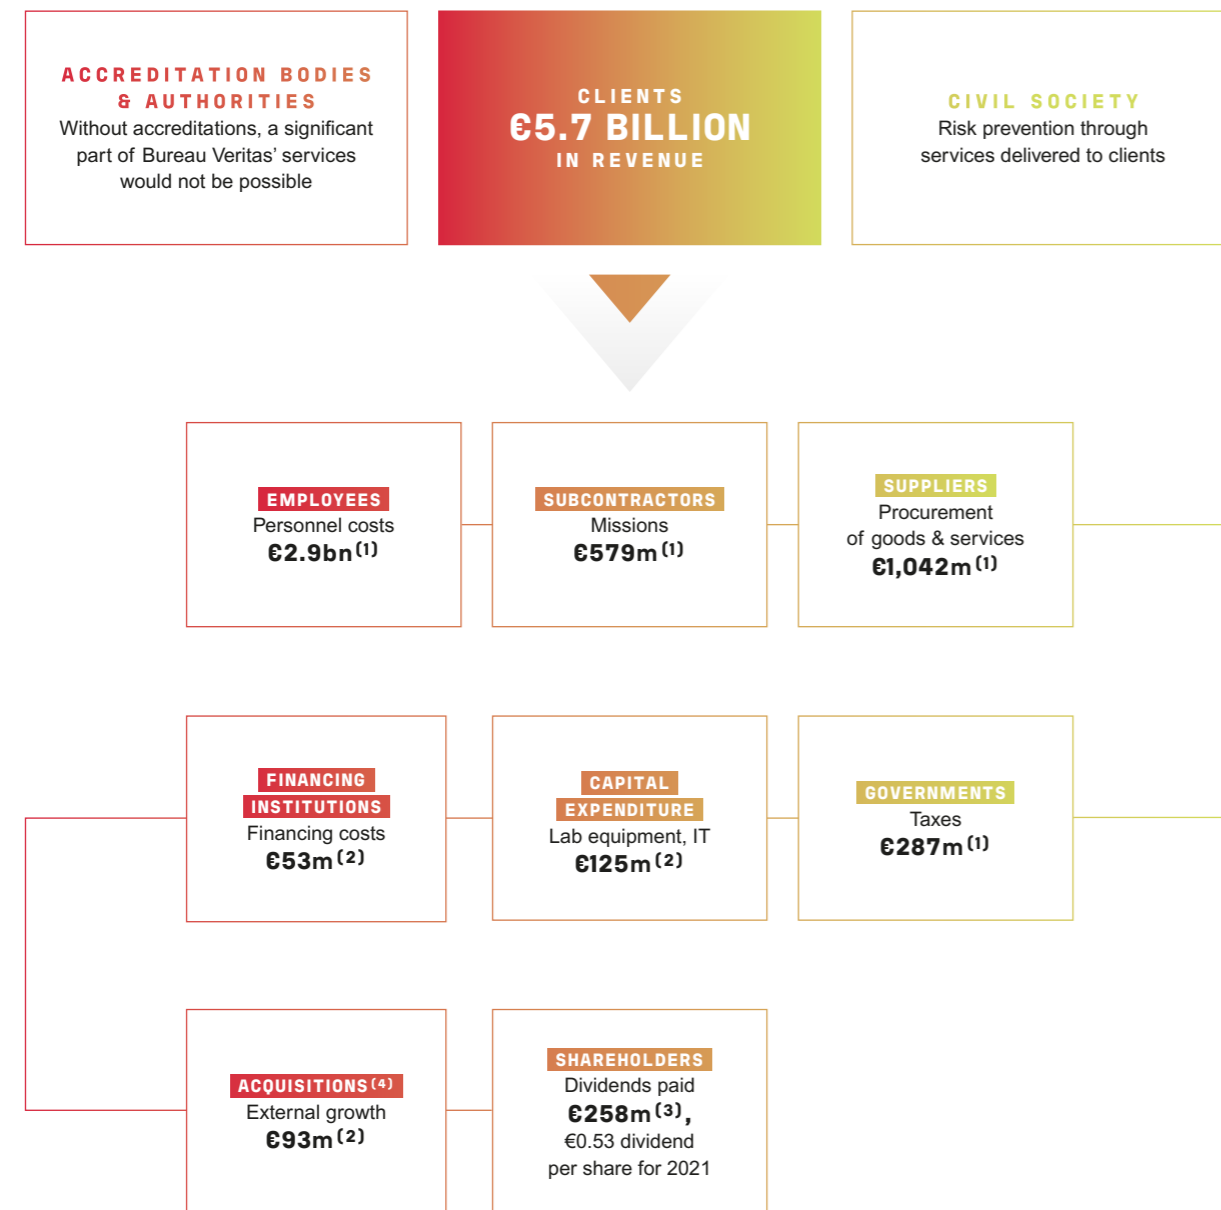 ACCREDITATION BODIES
& AUTHORITIES
Without accreditations, a significant
part of Bureau Veritas’ services
would not be possible
CLIENTS
€5.7 BILLION
IN REVENUE
CIVIL SOCIETY
Risk prevention through
services delivered to clients
EMPLOYEES
Personnel costs
€2.9bn(1)
SUBCONTRACTORS
Missions
€579m(1)
SUPPLIERS
Procurement
of goods & services
€1,042m(1)
FINANCING
INSTITUTIONS
Financing costs
€53m(2)
CAPITAL
EXPENDITURE
Lab equipment, IT
€125m(2)
GOVERNMENTS
Taxes
€287m(1)
ACQUISITIONS(4)
External growth
€93m(2)
SHAREHOLDERS
Dividends paid
€258m(3),
€0.53 dividend
per share for 2021